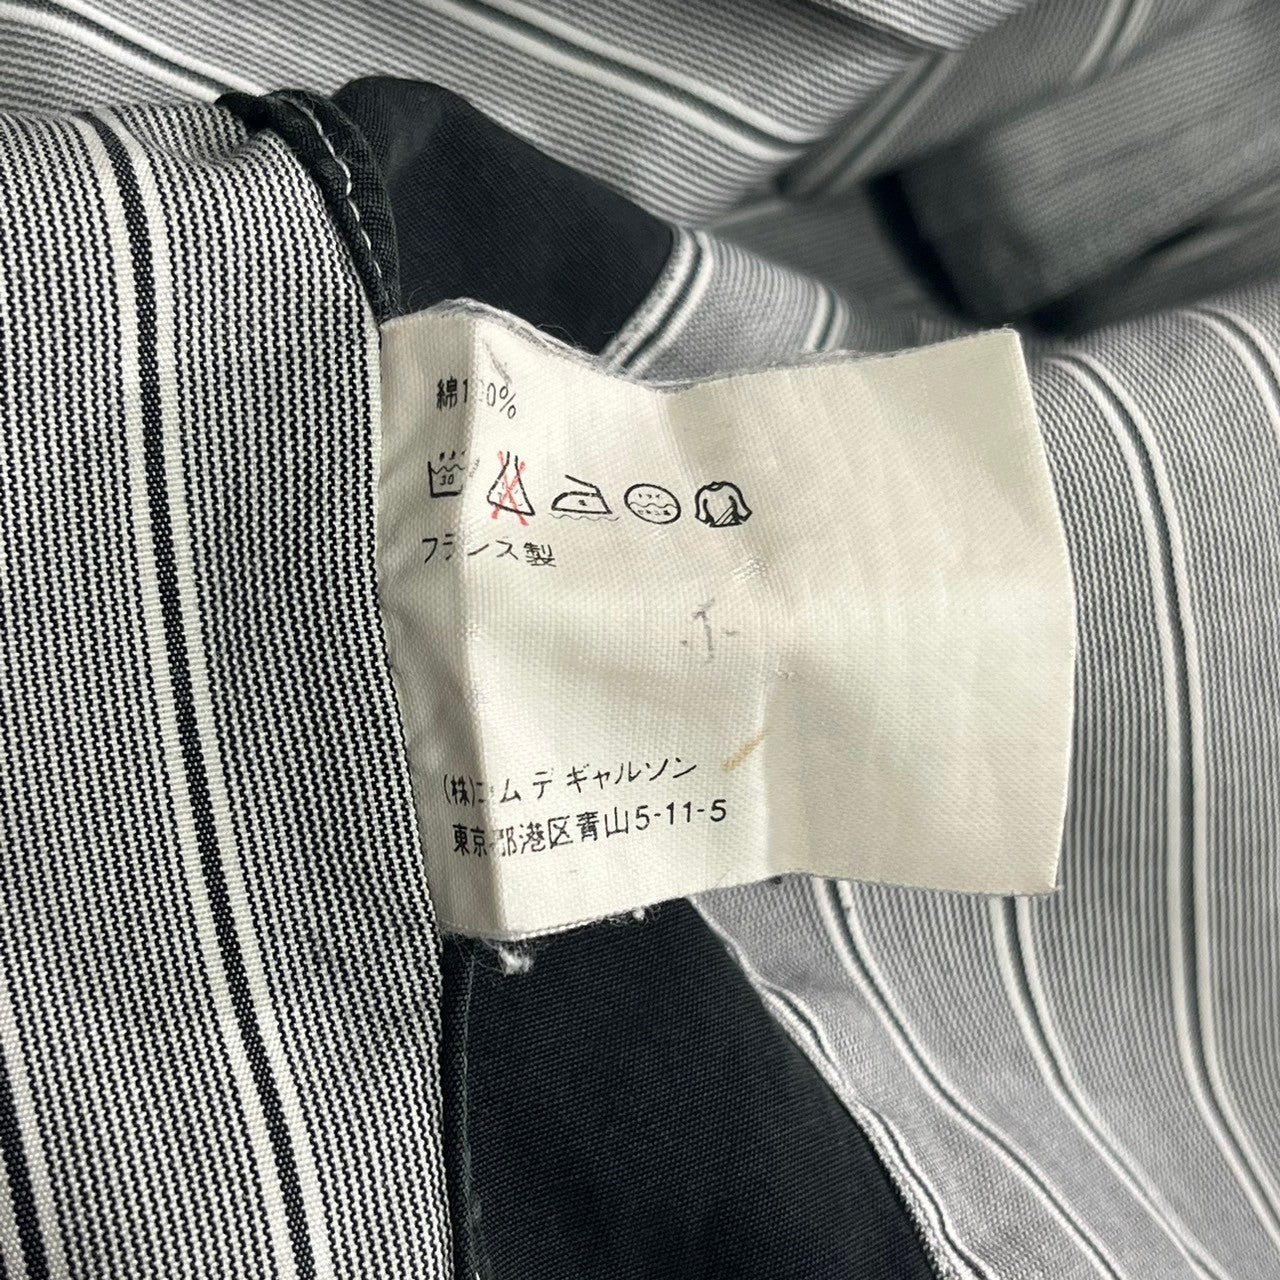 綿100%
30
フランス製
(株)コム デ ギャルソン
東京都港区青山5-11-5